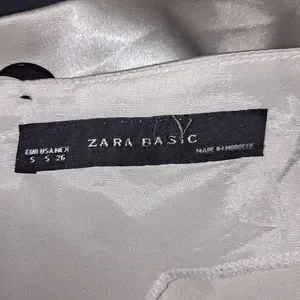 ZARA BASIC
EUR USA MEX
S S 26
MADE IN MOROCCO